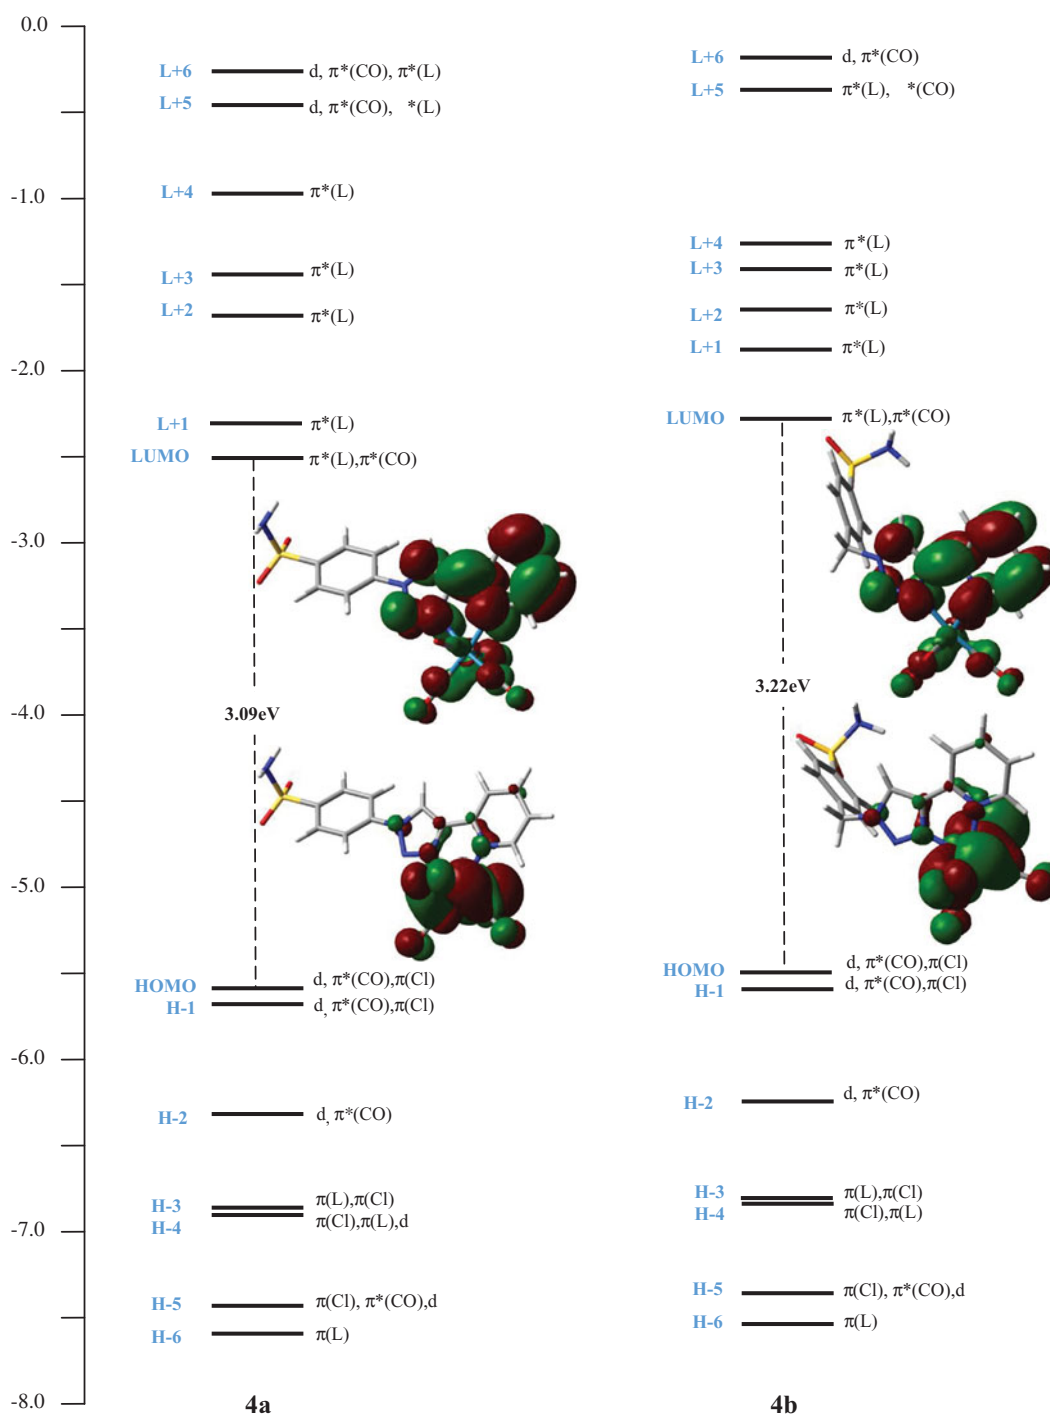 0.0
L+6 d, π*(CO), π*(L)
L+6 d, π*(CO)
L+5 d, π*(CO), *(L)
L+5 π*(L), *(CO)
-1.0
L+4 π*(L)
L+4 π*(L)
L+3 π*(L)
L+3 π*(L)
L+2 π*(L)
L+2 π*(L)
L+1 π*(L)
-2.0
L+1 π*(L)
LUMO π*(L),π*(CO)
LUMO π*(L),π*(CO)
-3.0
3.22eV
-4.0
3.09eV
-5.0
HOMO d, π*(CO),π(Cl)
H-1 d, π*(CO),π(Cl)
HOMO d, π*(CO),π(Cl)
H-1 d, π*(CO),π(Cl)
-6.0
H-2 d, π*(CO)
H-2 d, π*(CO)
H-3 π(L),π(Cl)
H-4 π(Cl),π(L),d
H-3 π(L),π(Cl)
H-4 π(Cl),π(L)
-7.0
H-5 π(Cl), π*(CO),d
H-5 π(Cl), π*(CO),d
H-6 π(L)
H-6 π(L)
-8.0
4a
4b